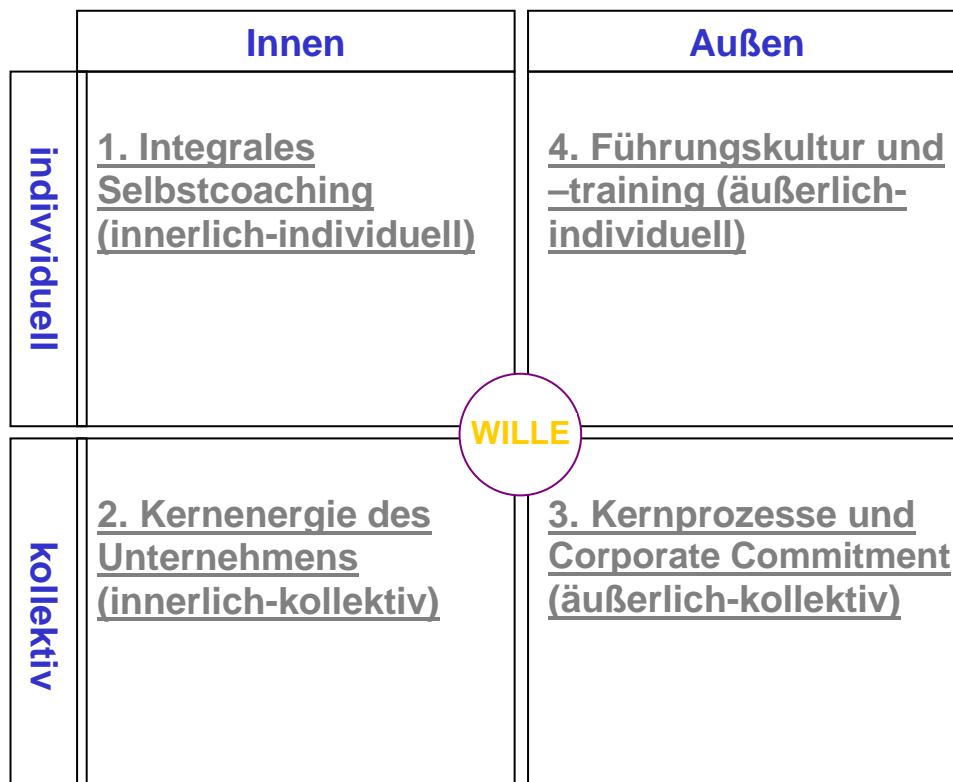 Innen
Außen
indivviduell
1. Integrales
Selbstcoaching
(innerlich-individuell)
4. Führungskultur und
–training (äußerlich-
individuell)
WILLE
kollektiv
2. Kernenergie des
Unternehmens
(innerlich-kollektiv)
3. Kernprozesse und
Corporate Commitment
(äußerlich-kollektiv)